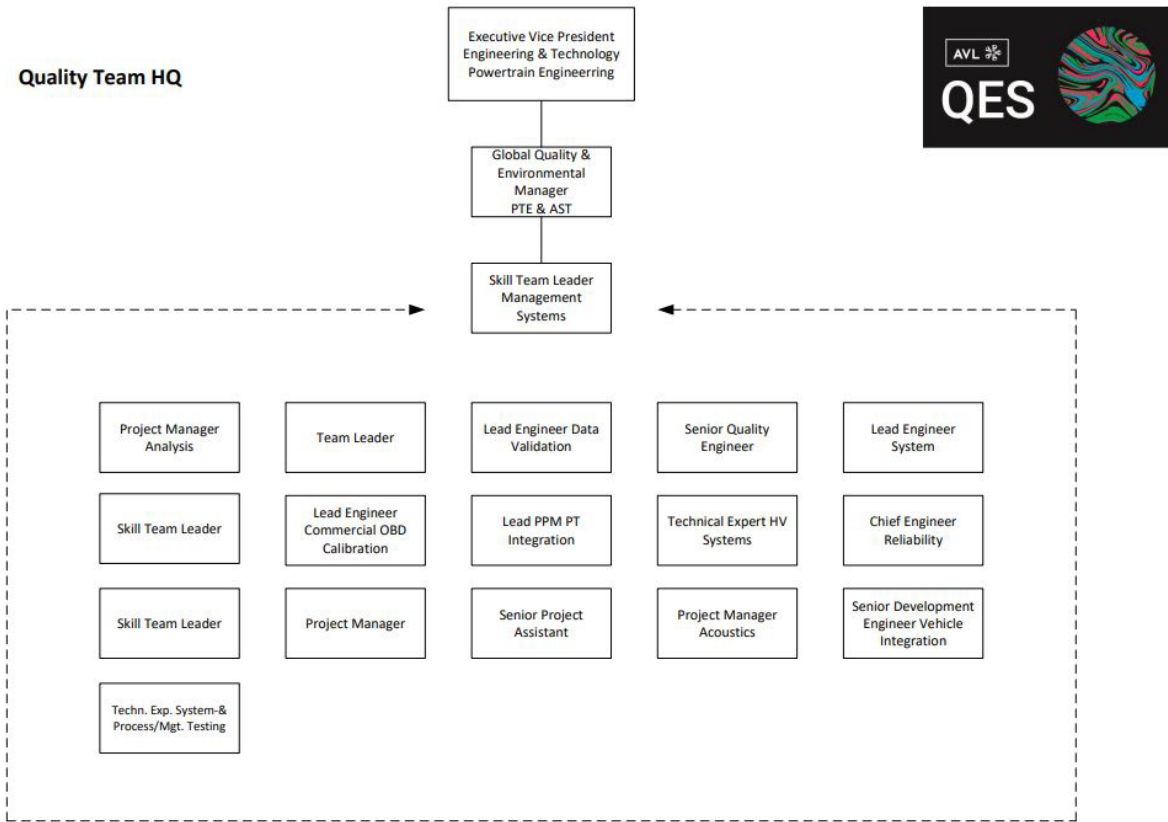 Quality Team HQ
Executive Vice President
Engineering & Technology
Powertrain Engineerring
AVL
QES
Global Quality &
Environmental
Manager
PTE & AST
Skill Team Leader
Management
Systems
Project Manager
Analysis
Team Leader
Lead Engineer Data
Validation
Senior Quality
Engineer
Lead Engineer
System
Skill Team Leader
Lead Engineer
Commercial OBD
Calibration
Lead PPM PT
Integration
Technical Expert HV
Systems
Chief Engineer
Reliability
Skill Team Leader
Project Manager
Senior Project
Assistant
Project Manager
Acoustics
Senior Development
Engineer Vehicle
Integration
Techn. Exp. System-&
Process/Mgt. Testing